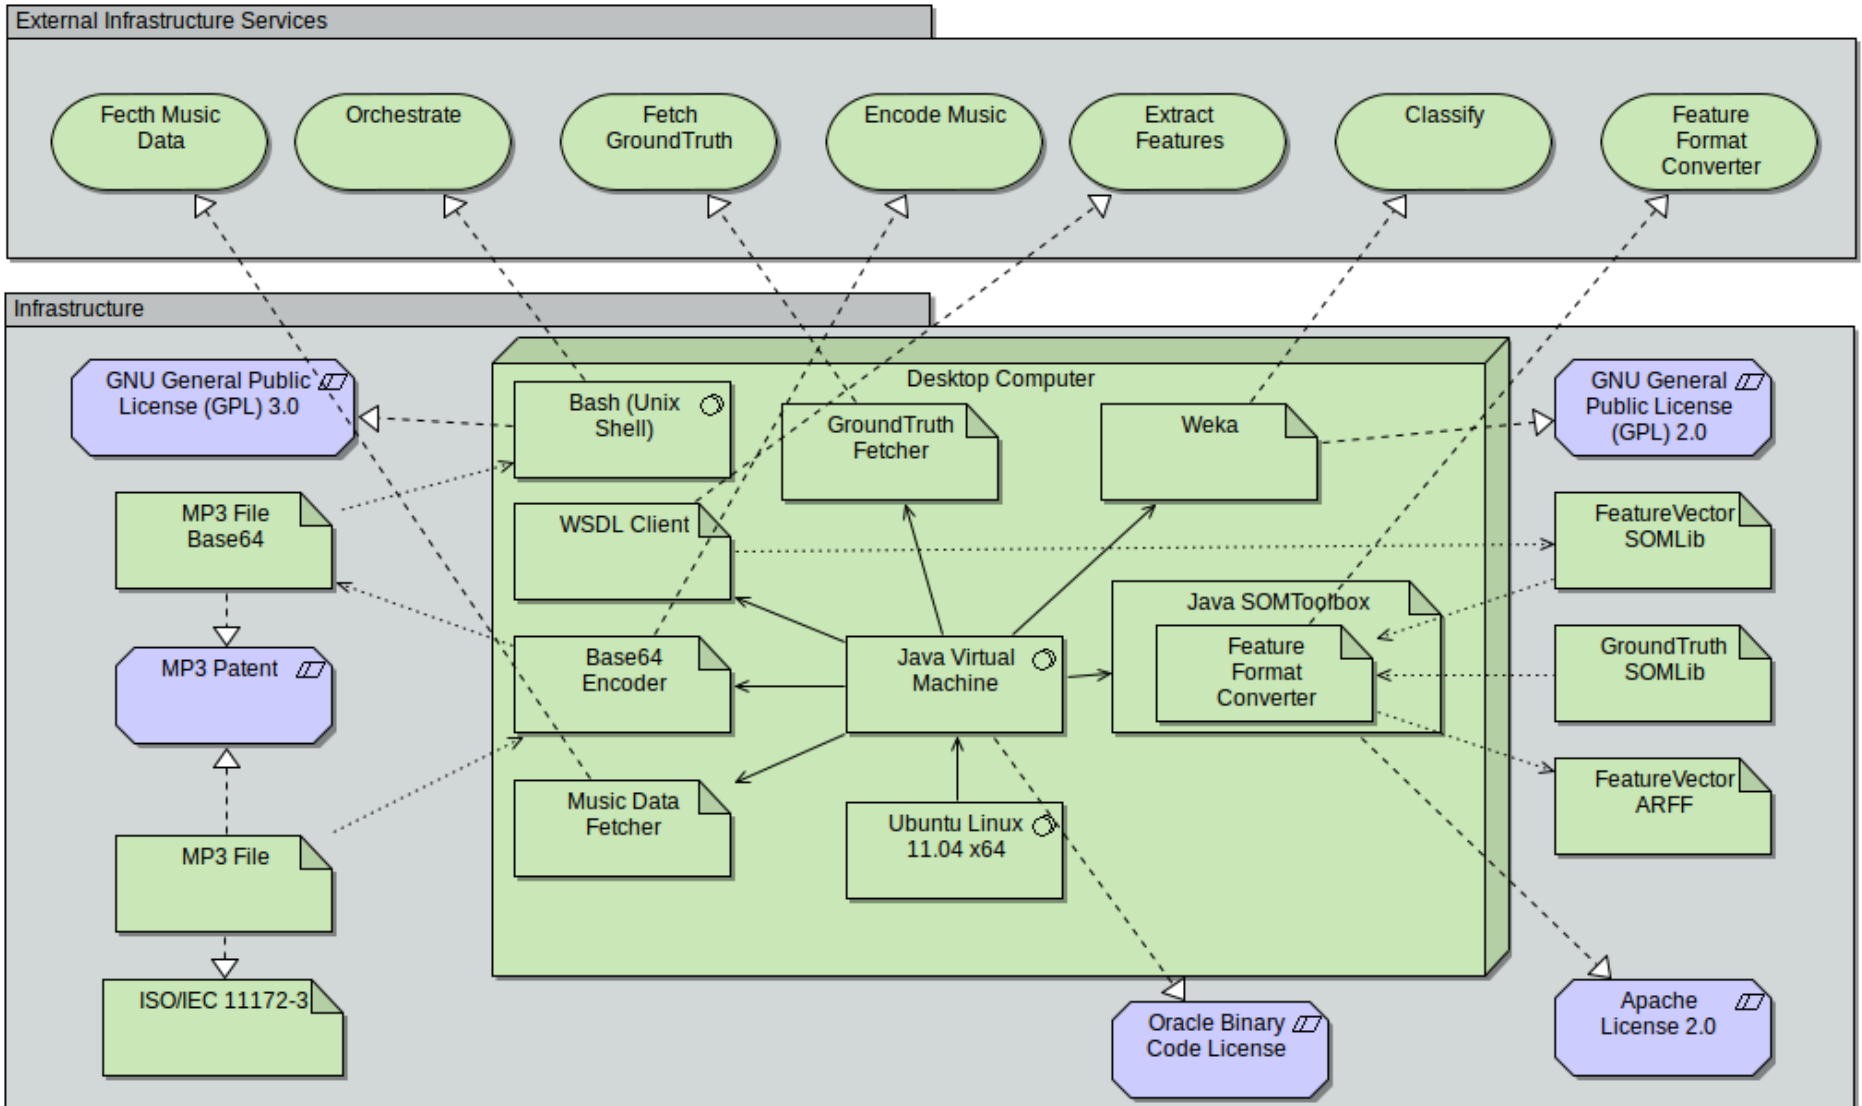 External Infrastructure Services
Fecth Music
Data
Orchestrate
Fetch
GroundTruth
Encode Music
Extract
Features
Classify
Feature
Format
Converter
Infrastructure
GNU General Public
License (GPL) 3.0
Desktop Computer
Bash (Unix
Shell)
GroundTruth
Fetcher
Weka
GNU General
Public License
(GPL) 2.0
MP3 File
Base64
WSDL Client
FeatureVector
SOMLib
Java SOMToolbox
MP3 Patent
Base64
Encoder
Java Virtual
Machine
Feature
Format
Converter
GroundTruth
SOMLib
Music Data
Fetcher
Ubuntu Linux
11.04 x64
FeatureVector
ARFF
MP3 File
ISO/IEC 11172-3
Oracle Binary
Code License
Apache
License 2.0